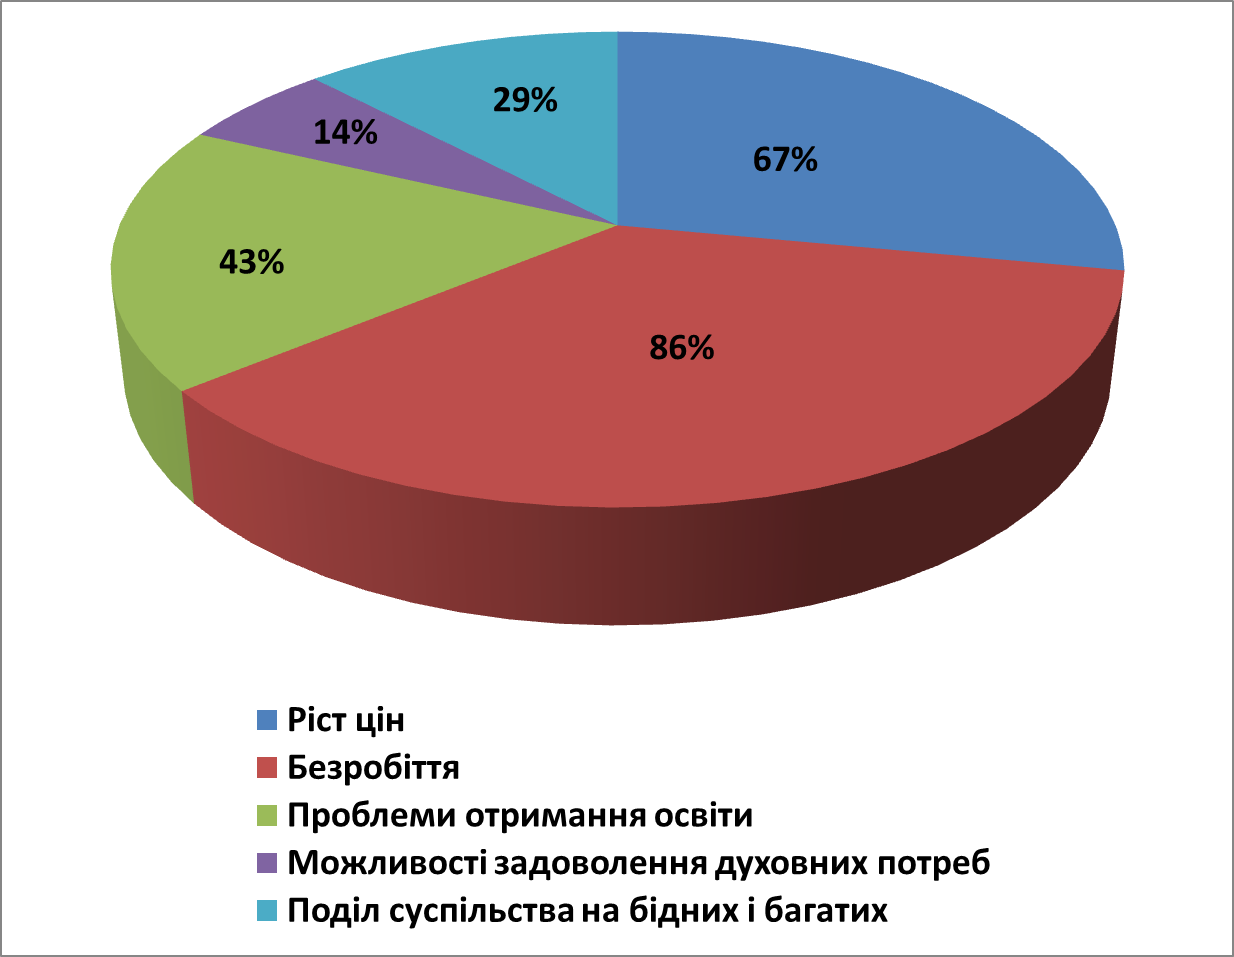 29%
14%
67%
43%
86%
Ріст цін
Безробіття
Проблеми отримання освіти
Можливості задоволення духовних потреб
Поділ суспільства на бідних і багатих